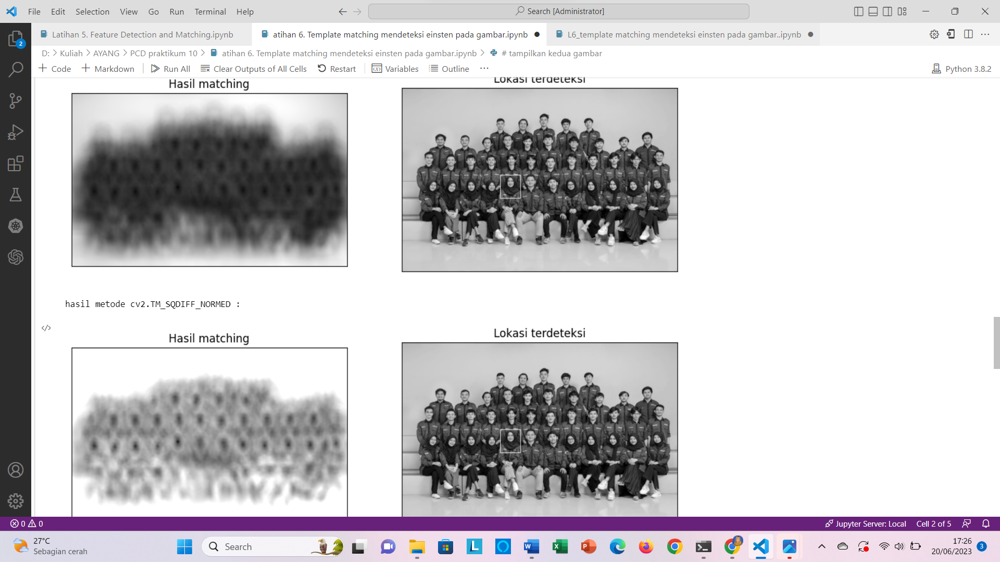 File Edit Selection View Go Run Terminal Help
Search [Administrator]
Latihan 5. Feature Detection and Matching.ipynb
atihan 6. Template matching mendeteksi einsten pada gambar.ipynb
L6_template matching mendeteksi einsten pada gambar..ipynb
D: > Kuliah > AYANG > PCD praktikum 10 > atihan 6. Template matching mendeteksi einsten pada gambar.ipynb > # tampilkan kedua gambar
+ Code + Markdown Run All Clear Outputs of All Cells Restart Variables Outline ...
Python 3.8.2
2
Hasil matching
Lokasi terdeteksi
hasil metode cv2.TM_SQDIFF_NORMED :
Hasil matching
Lokasi terdeteksi
0 0
Jupyter Server: Local Cell 2 of 5
27°C
Sebagian cerah
Search
17:26
20/06/2023
3